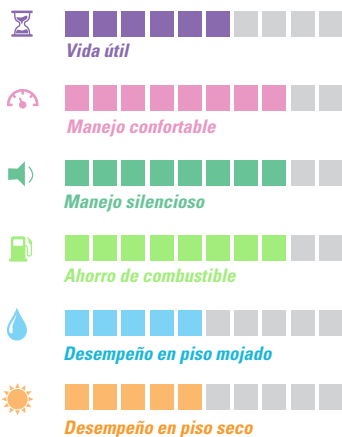 Vida útil
Manejo confortable
Manejo silencioso
Ahorro de combustible
Desempeño en piso mojado
Desempeño en piso seco